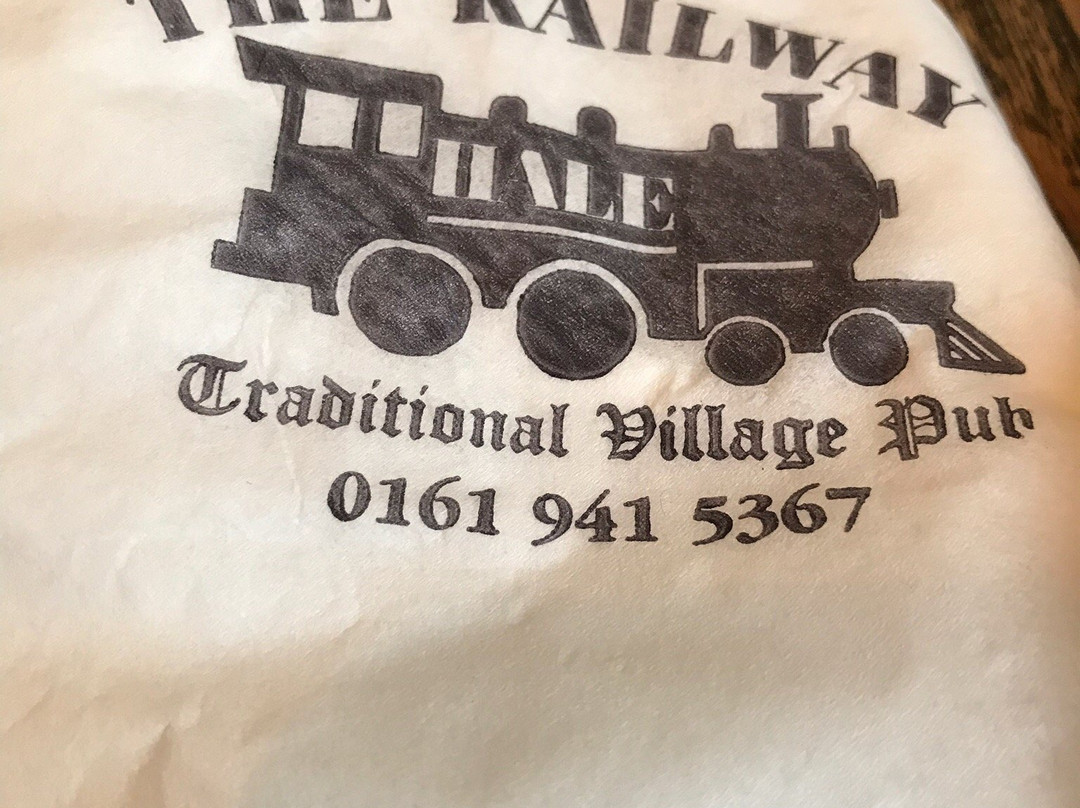 THE RAILWAY
HALE
Traditional Village Pub
0161 941 5367